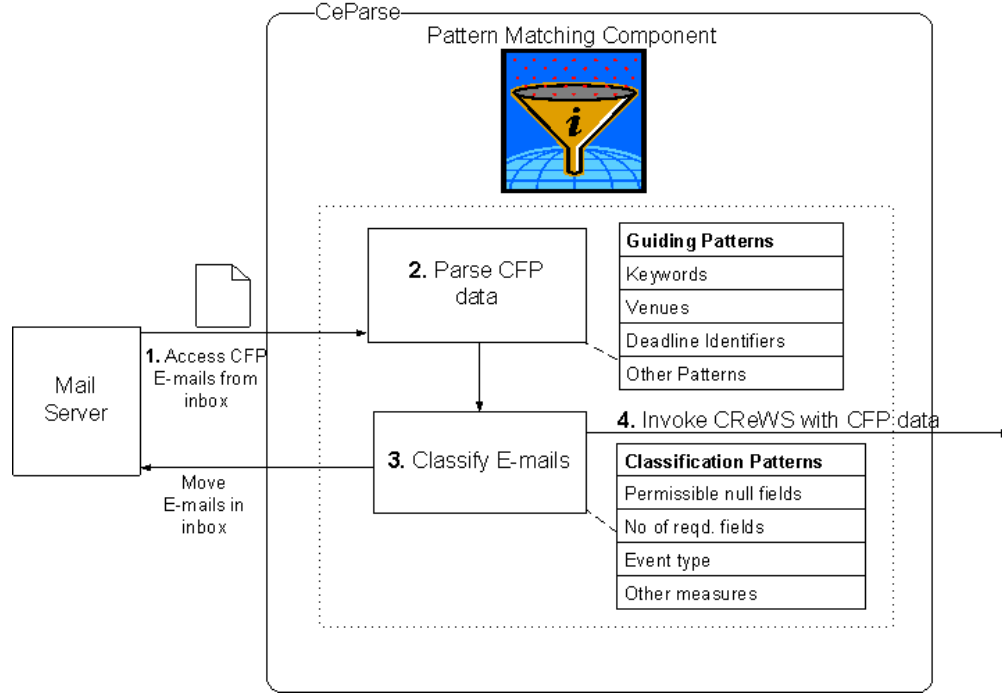 CeParse
Pattern Matching Component
i
2. Parse CFP
data
Guiding Patterns
Keywords
Venues
Deadline Identifiers
Other Patterns
Mail
Server
1. Access CFP
E-mails from
inbox
3. Classify E-mails
4. Invoke CReWS with CFP data
Move
E-mails in
inbox
Classification Patterns
Permissible null fields
No of reqd. fields
Event type
Other measures